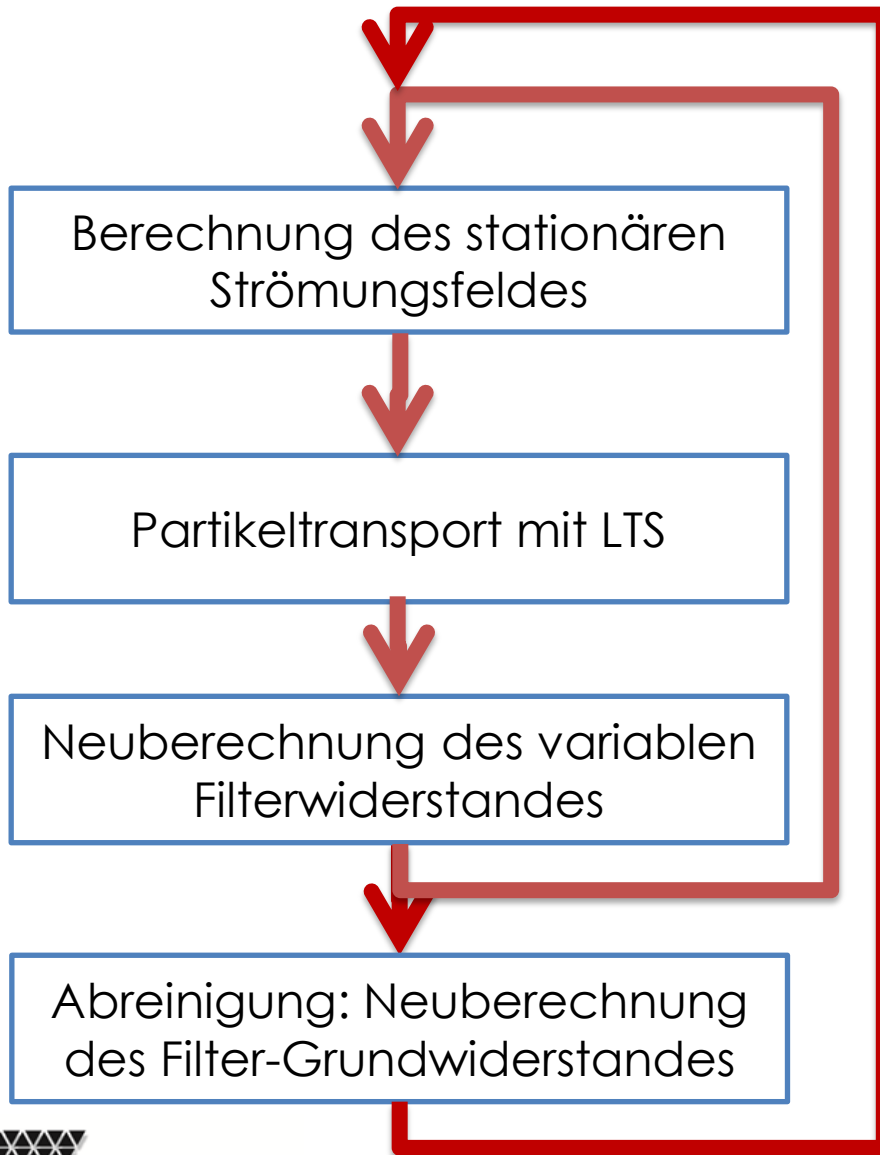 Berechnung des stationären
Strömungsfeldes
Partikeltransport mit LTS
Neuberechnung des variablen
Filterwiderstandes
Abreinigung: Neuberechnung
des Filter-Grundwiderstandes